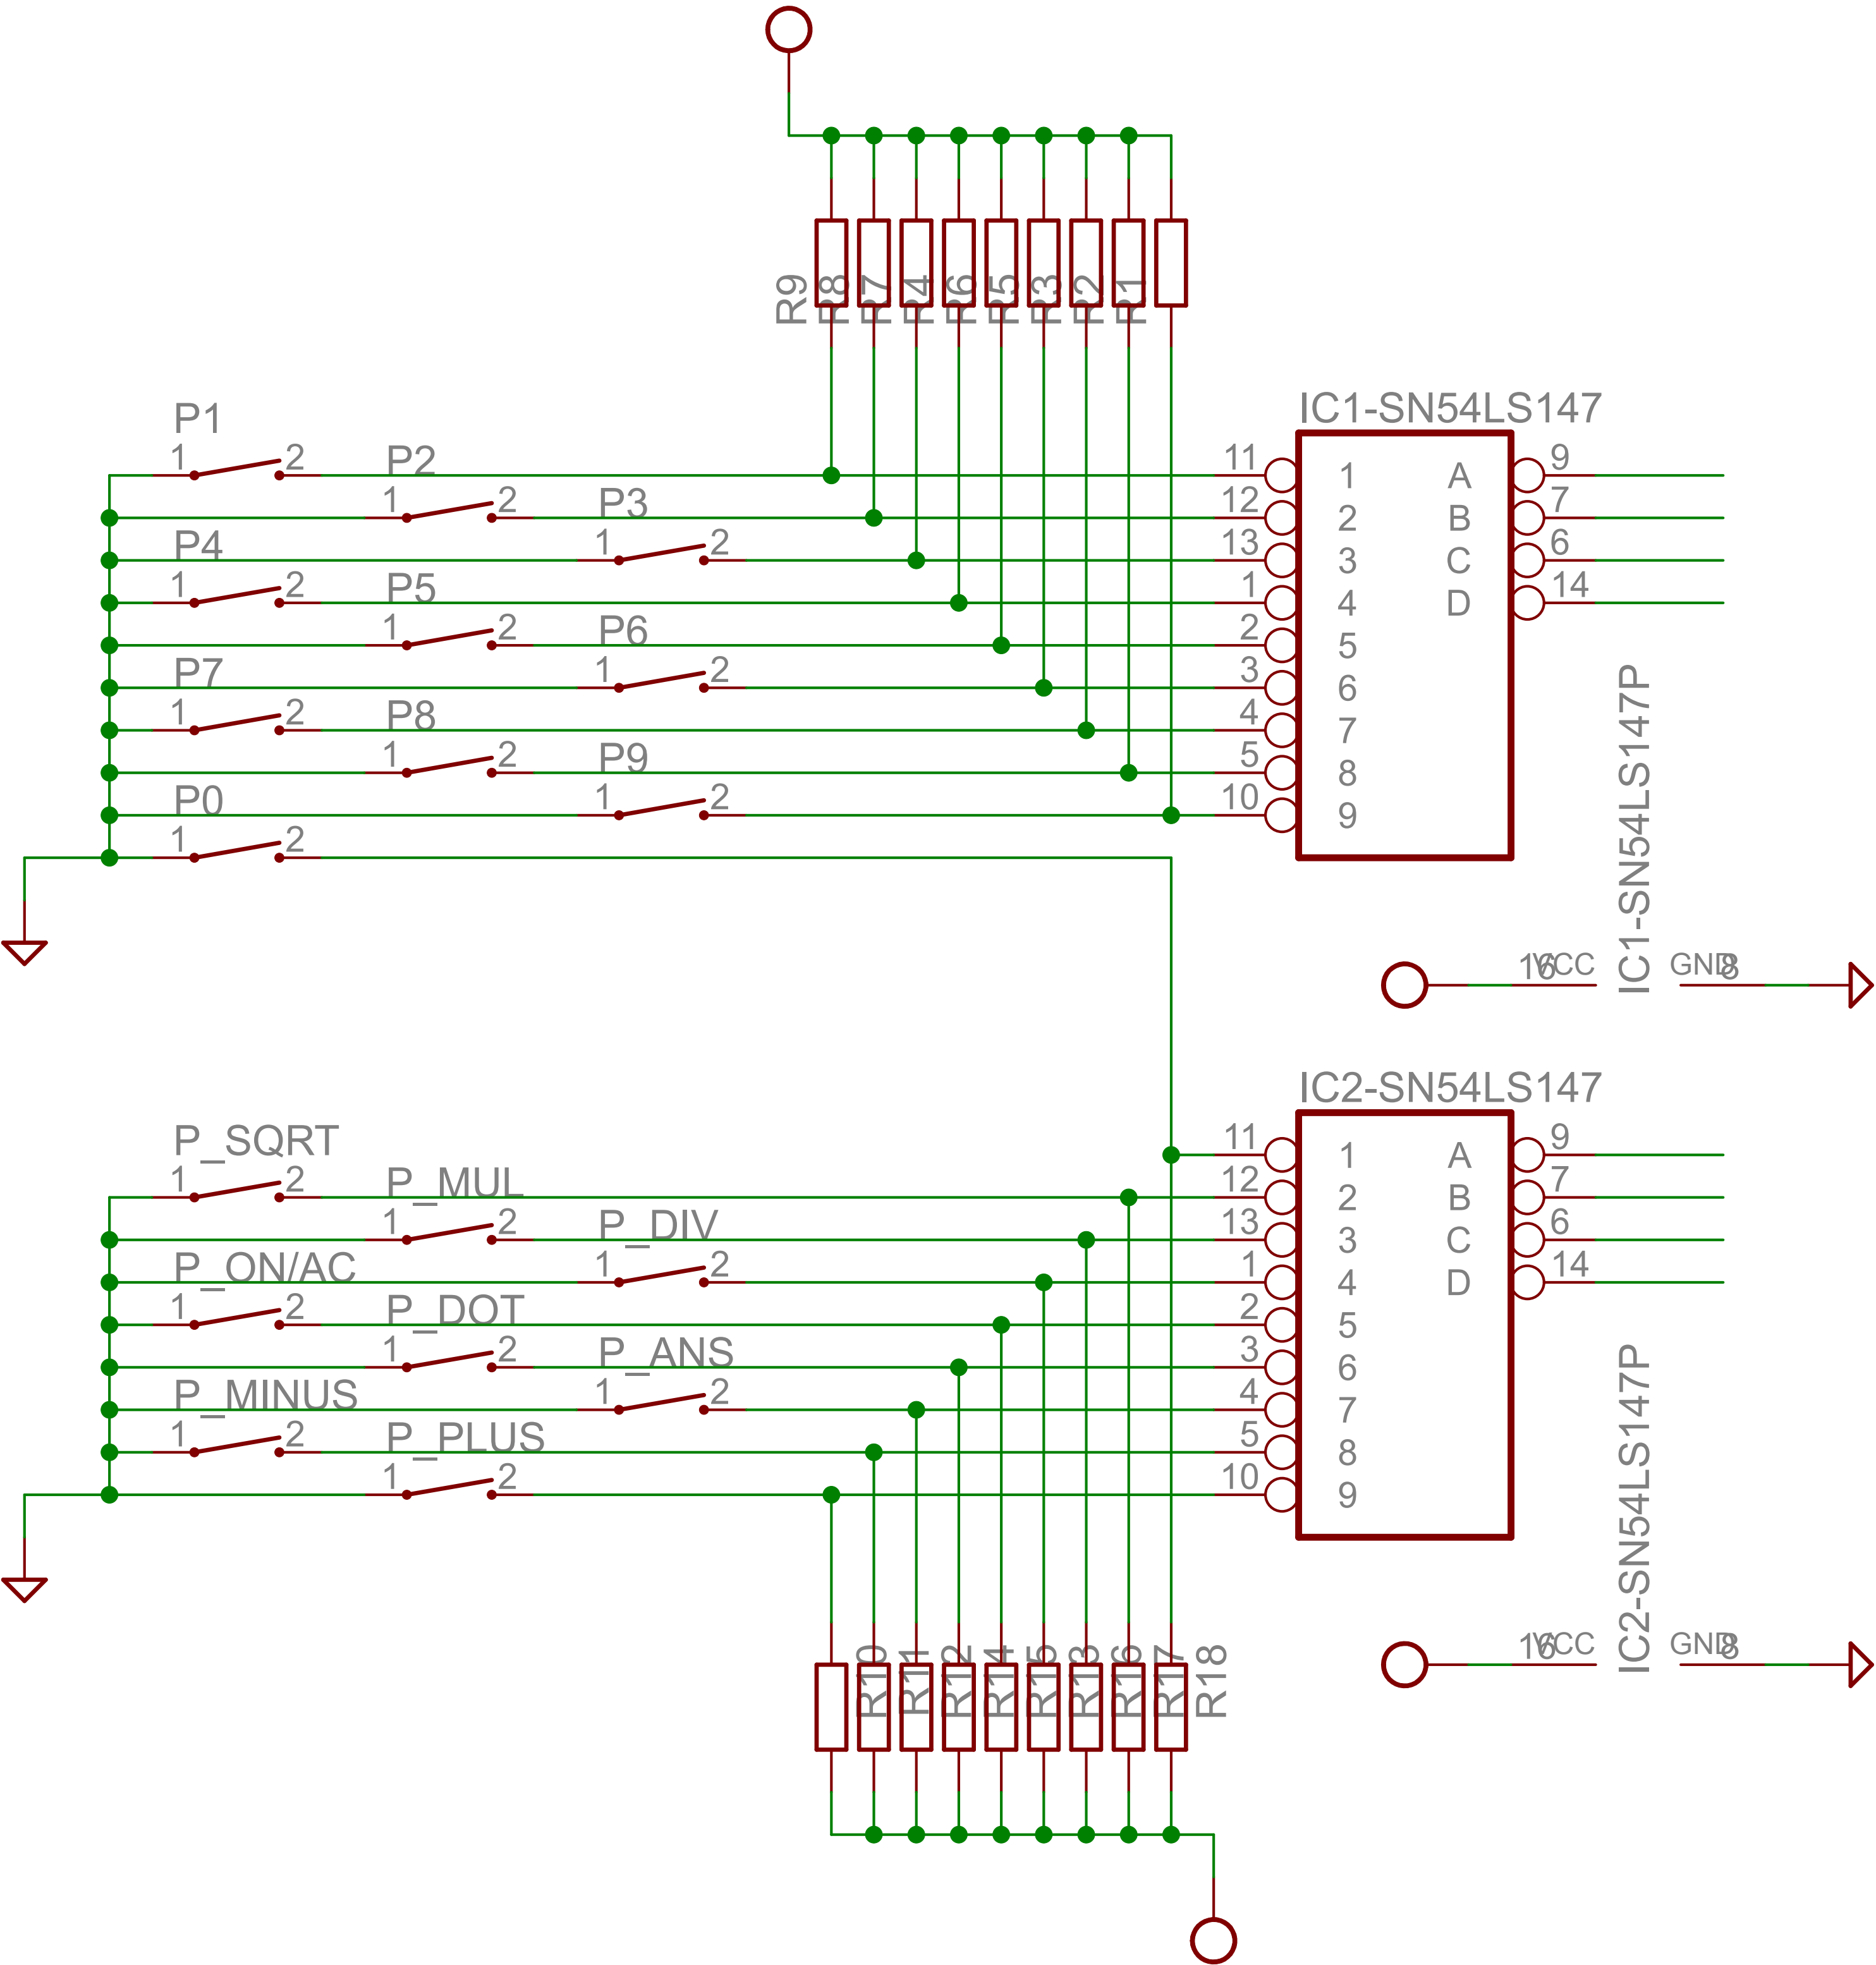 R9 R8 R7 R4 R6 R5 R3 R2 R1
IC1-SN54LS147
P1
1 2 P2 11 1 A 9
1 2 P3 12 2 B 7
P4 1 2 13 3 C 6
1 2 P5 1 4 D 14
1 2 P6 2 5
P7 1 2 3 6
1 2 P8 4 7
1 2 P9 5 8
P0 1 2 10 9
1 2
IC1-SN54LS147P
16 VCC GND 8
IC2-SN54LS147
P_SQRT 11 1 A 9
1 2 P_MUL 12 2 B 7
1 2 P_DIV 13 3 C 6
P_ON/AC 1 2 1 4 D 14
1 2 P_DOT 2 5
1 2 P_ANS 3 6
P_MINUS 1 2 4 7
1 2 P_PLUS 5 8
1 2 10 9
IC2-SN54LS147P
16 VCC GND 8
R10 R11 R12 R14 R15 R13 R16 R17 R18